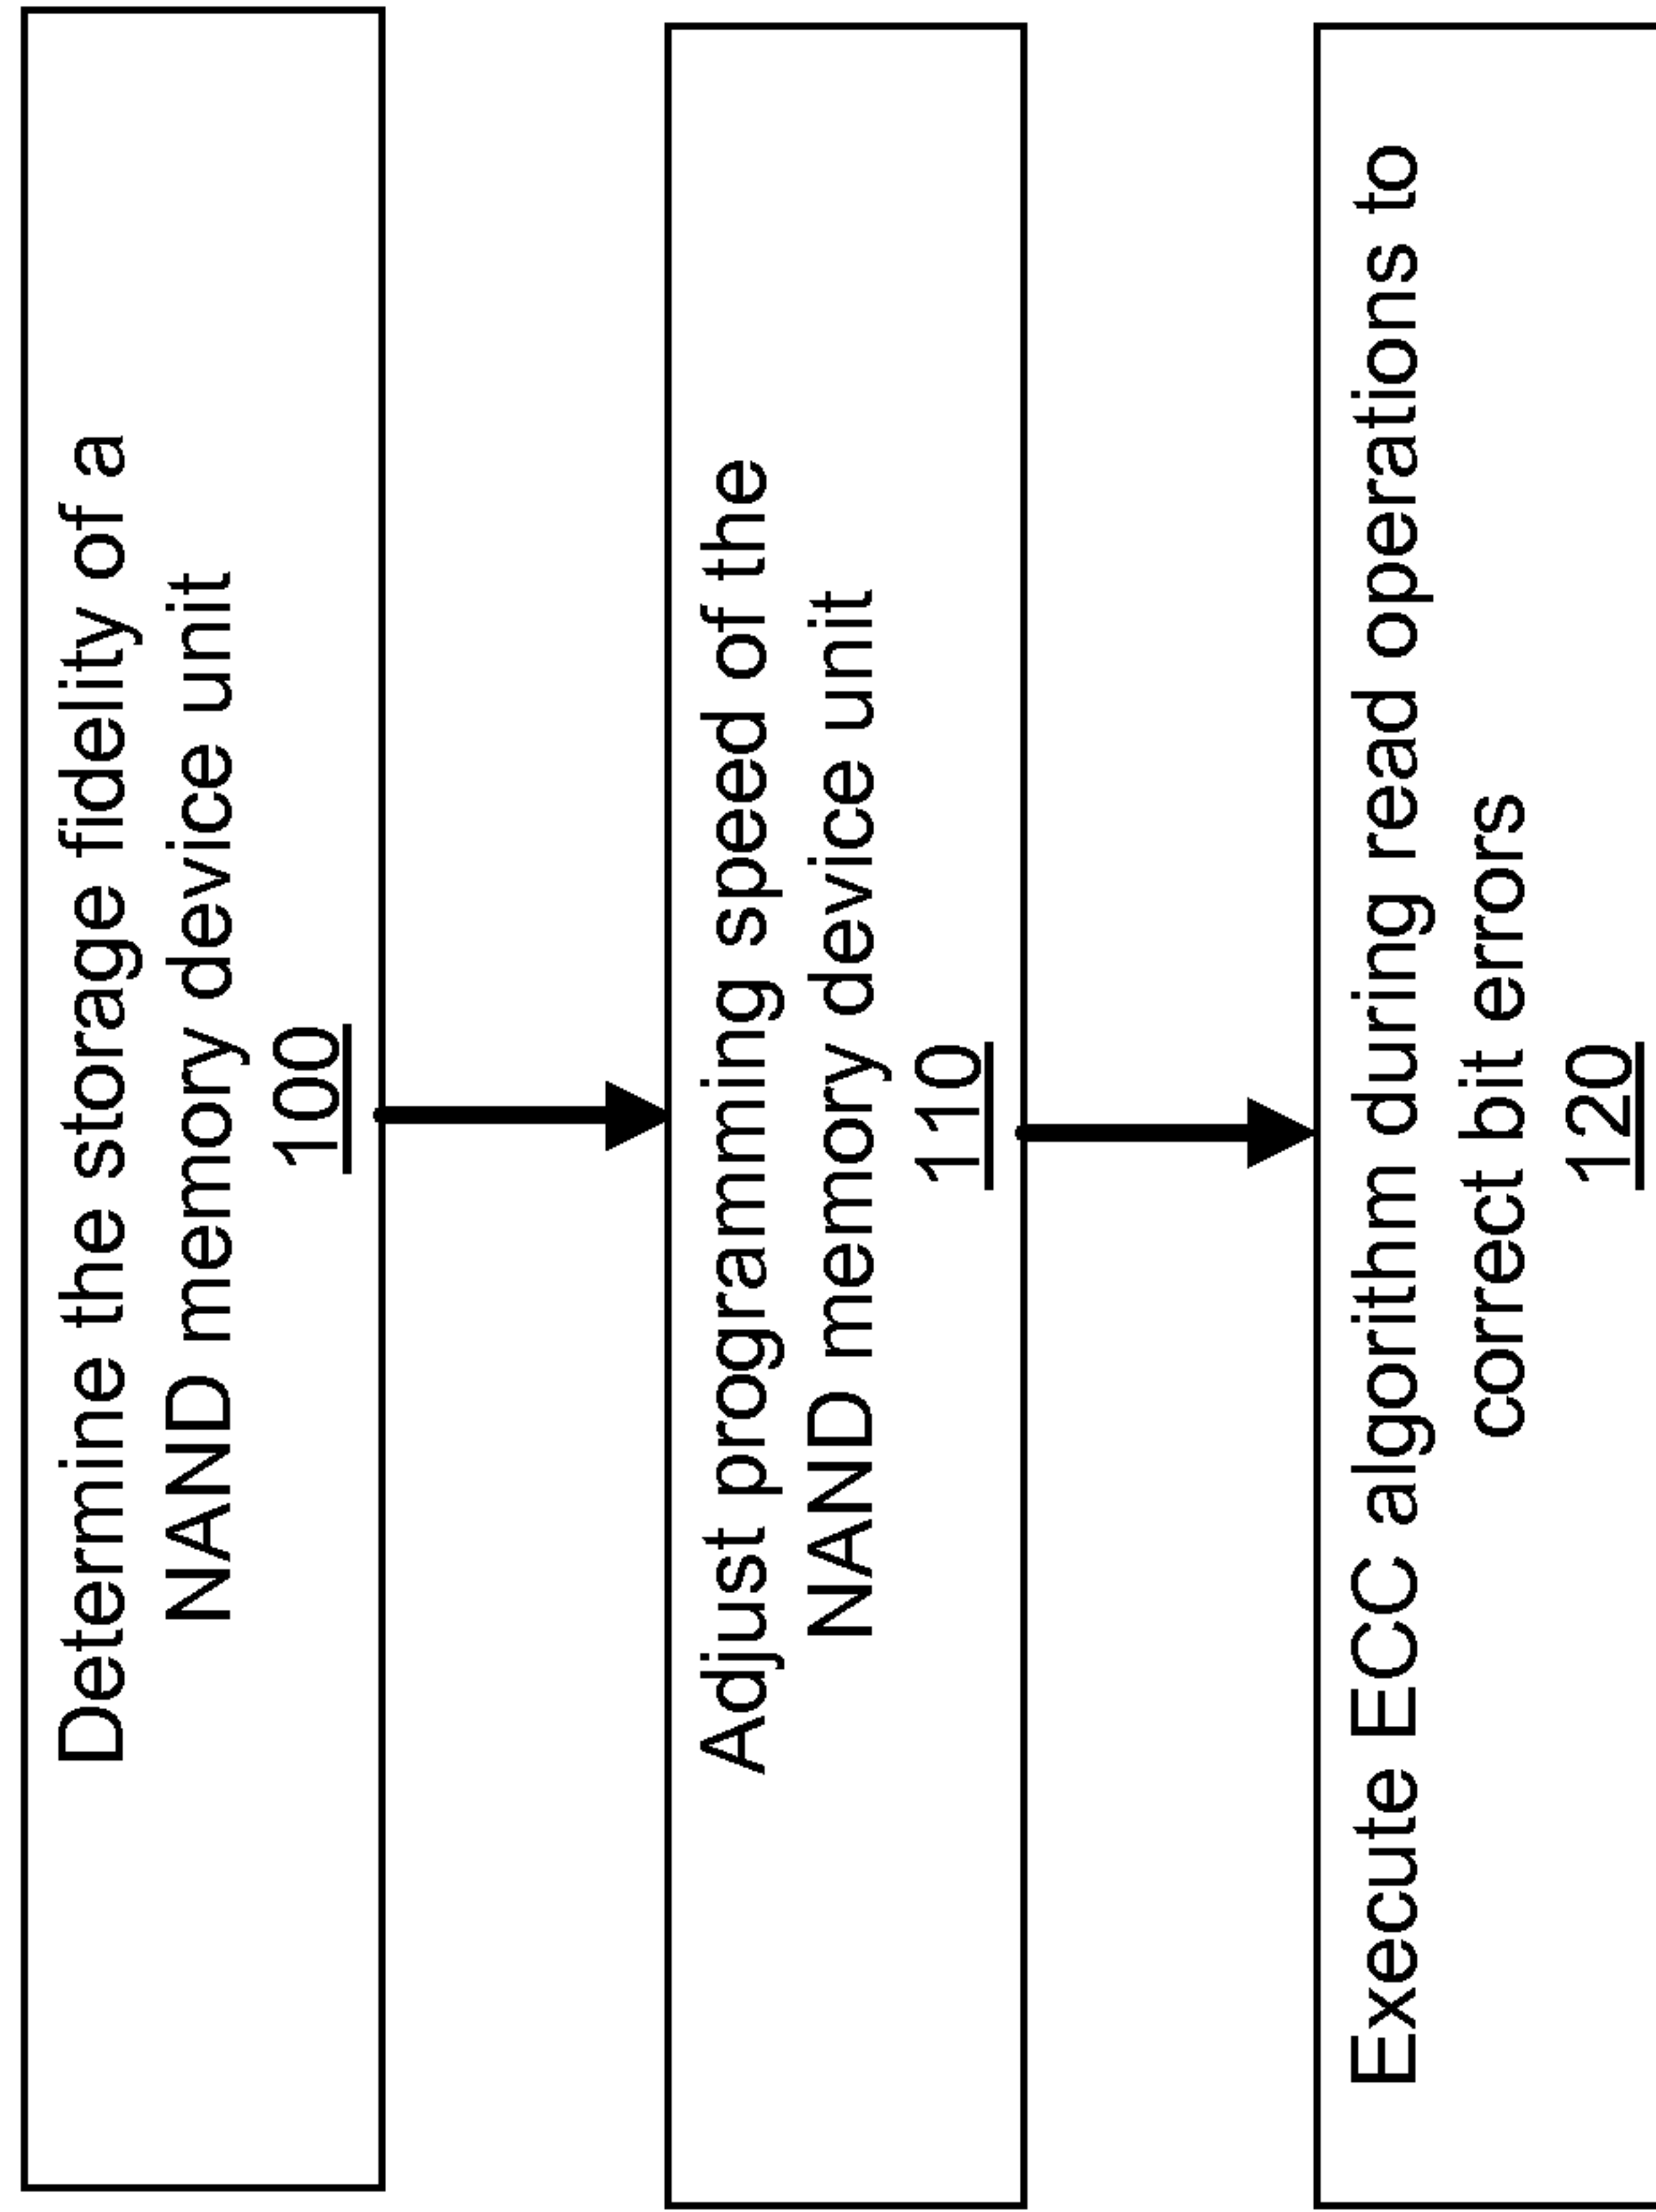 Determine the storage fidelity of a
NAND memory device unit
100
Adjust programming speed of the
NAND memory device unit
110
Execute ECC algorithm during read operations to
correct bit errors
120